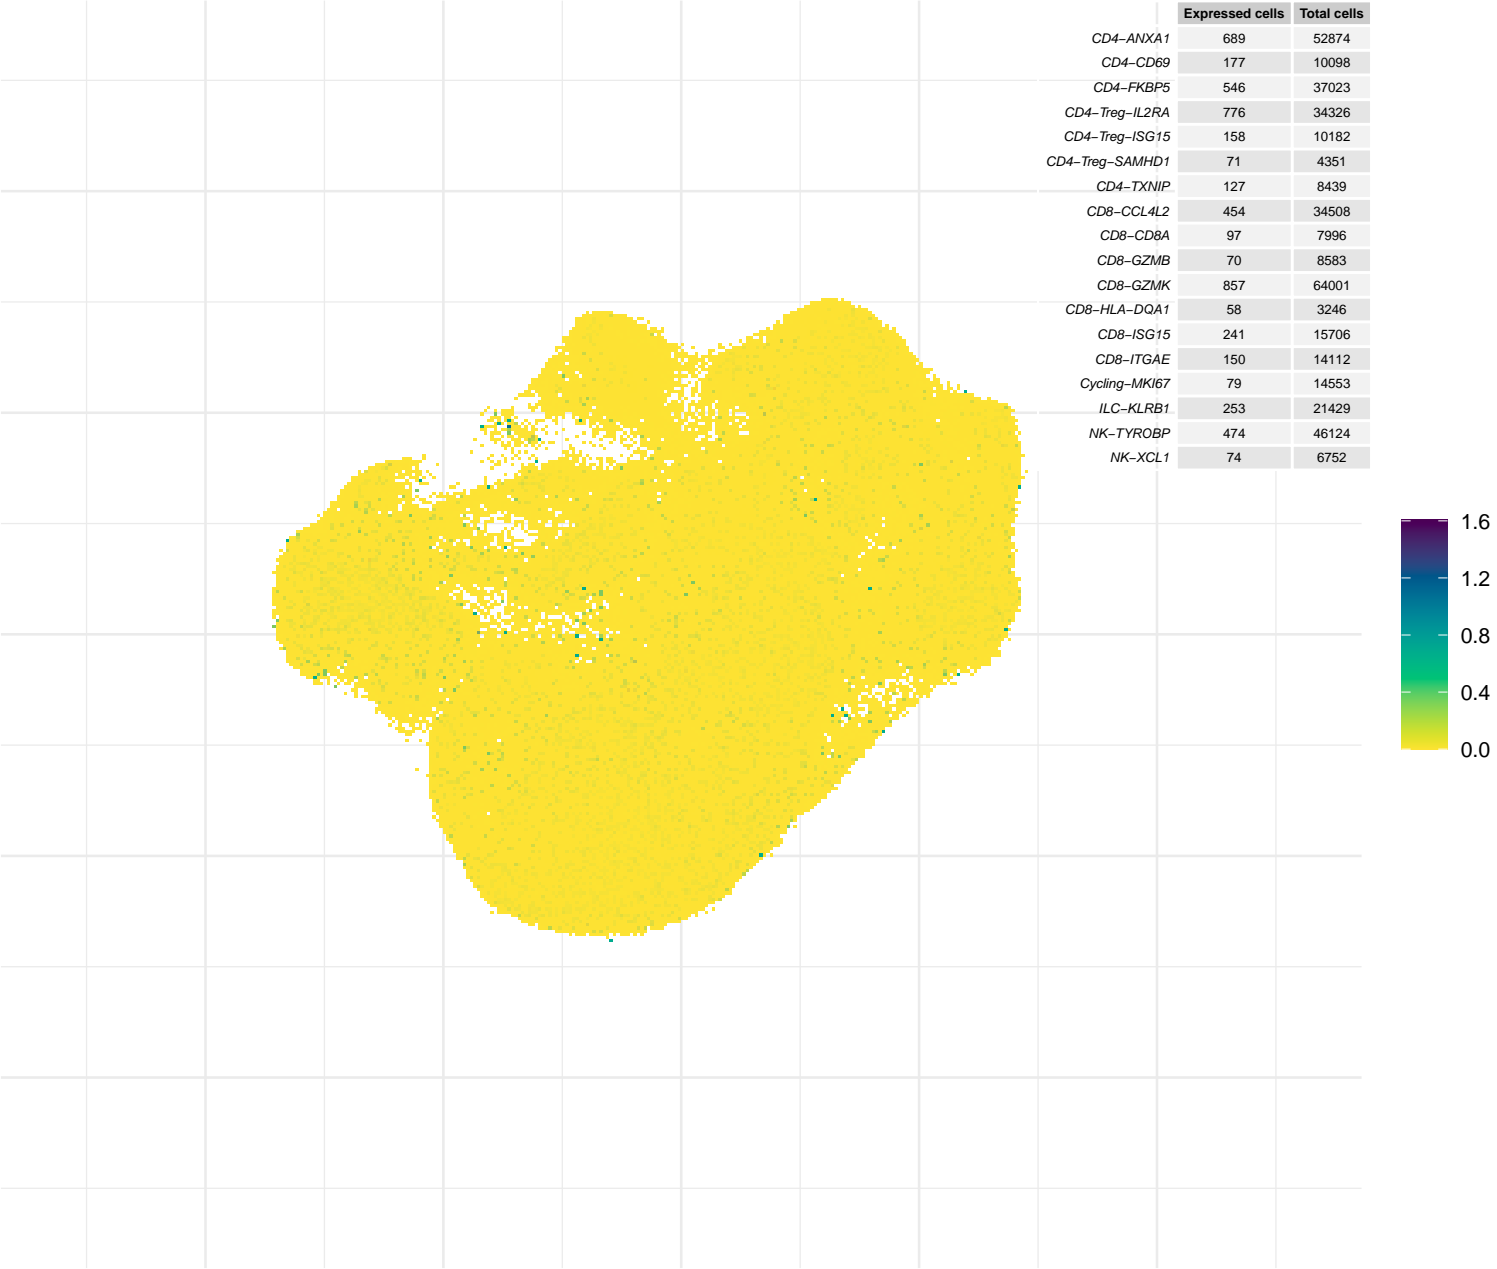 Expressed cells Total cells
CD4−ANXA1 689 52874
CD4−CD69 177 10098
CD4−FKBP5 546 37023
CD4−Treg−IL2RA 776 34326
CD4−Treg−ISG15 158 10182
CD4−Treg−SAMHD1 71 4351
CD4−TXNIP 127 8439
CD8−CCL4L2 454 34508
CD8−CD8A 97 7996
CD8−GZMB 70 8583
CD8−GZMK 857 64001
CD8−HLA−DQA1 58 3246
CD8−ISG15 241 15706
CD8−ITGAE 150 14112
Cycling−MKI67 79 14553
ILC−KLRB1 253 21429
NK−TYROBP 474 46124
NK−XCL1 74 6752
1.6
1.2
0.8
0.4
0.0